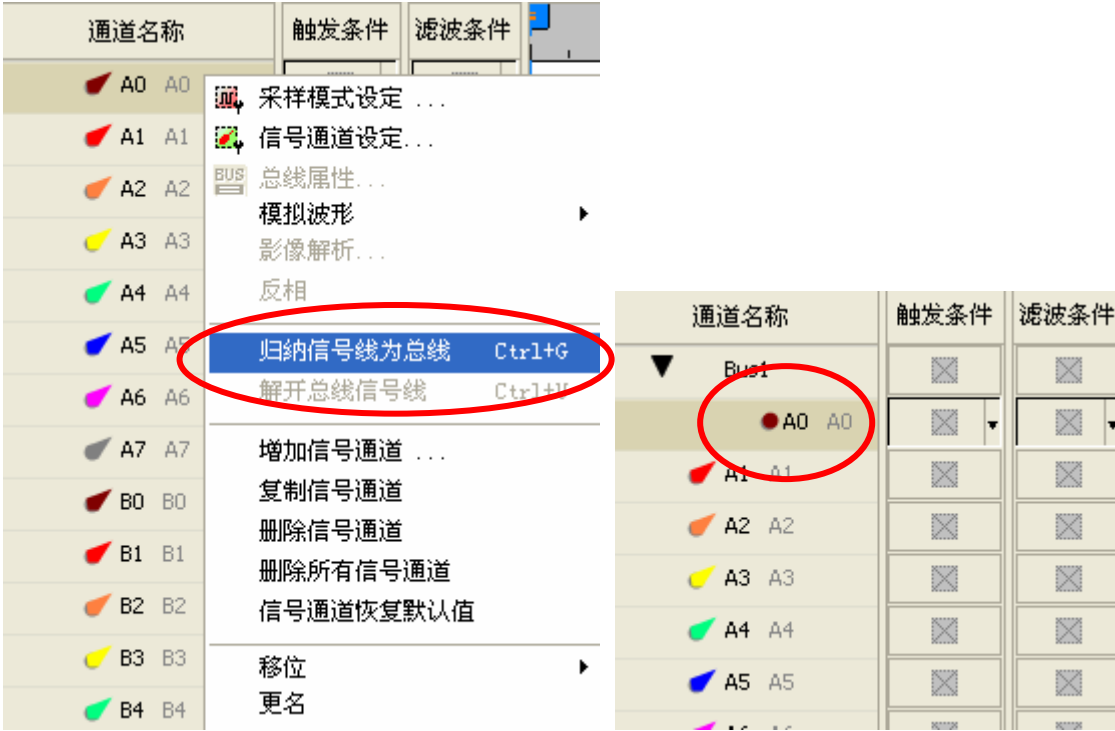 通道名称 触发条件 滤波条件
A0 A0
A1 A1
A2 A2
A3 A3
A4 A4
A5 A5
A6 A6
A7 A7
B0 B0
B1 B1
B2 B2
B3 B3
B4 B4
采样模式设定 ...
信号通道设定...
BUS 总线属性...
模拟波形
影像解析...
反相
归纳信号线为总线 Ctrl+G
解开总线信号线 Ctrl+U
增加信号通道 ...
复制信号通道
删除信号通道
删除所有信号通道
信号通道恢复默认值
移位
更名
通道名称 触发条件 滤波条件
Bus1
A0 A0
A1 A1
A2 A2
A3 A3
A4 A4
A5 A5